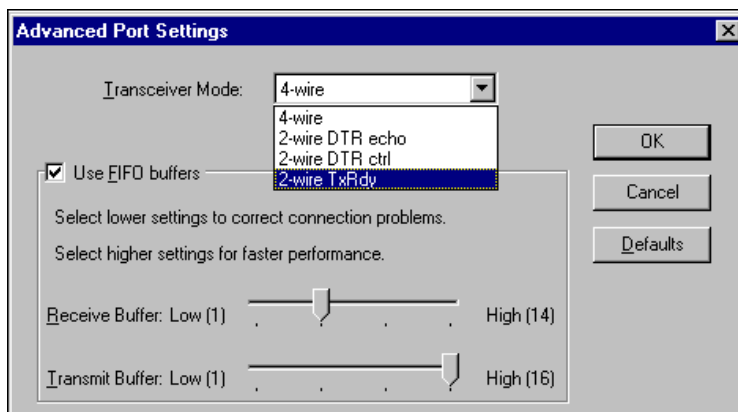 Advanced Port Settings
Transceiver Mode: 4-wire
4-wire
2-wire DTR echo
2-wire DTR ctrl
2-wire TxRdy
OK
Cancel
Defaults
Use FIFO buffers
Select lower settings to correct connection problems.
Select higher settings for faster performance.
Receive Buffer: Low (1) High (14)
Transmit Buffer: Low (1) High (16)